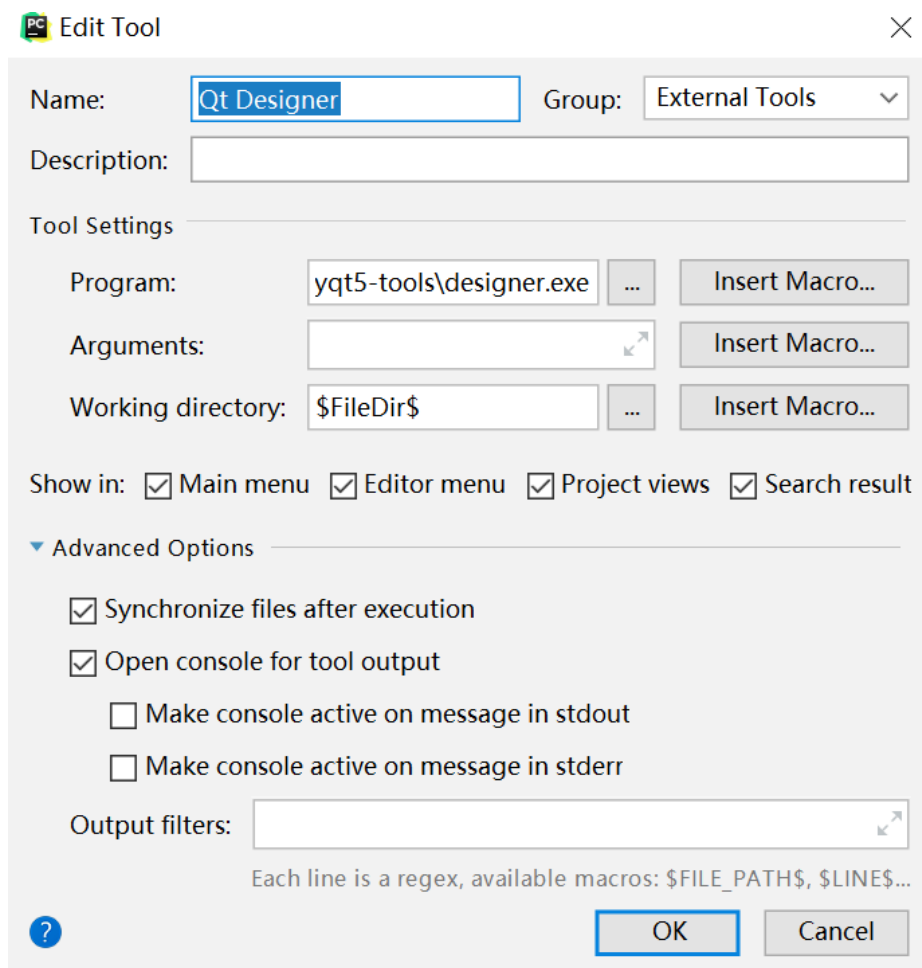 PC Edit Tool
Name: Qt Designer Group: External Tools
Description:
Tool Settings
Program: yqt5-tools\designer.exe ... Insert Macro...
Arguments: Insert Macro...
Working directory: $FileDir$ ... Insert Macro...
Show in: Main menu Editor menu Project views Search result
Advanced Options
Synchronize files after execution
Open console for tool output
Make console active on message in stdout
Make console active on message in stderr
Output filters:
Each line is a regex, available macros: $FILE_PATH$, $LINE$...
? OK Cancel